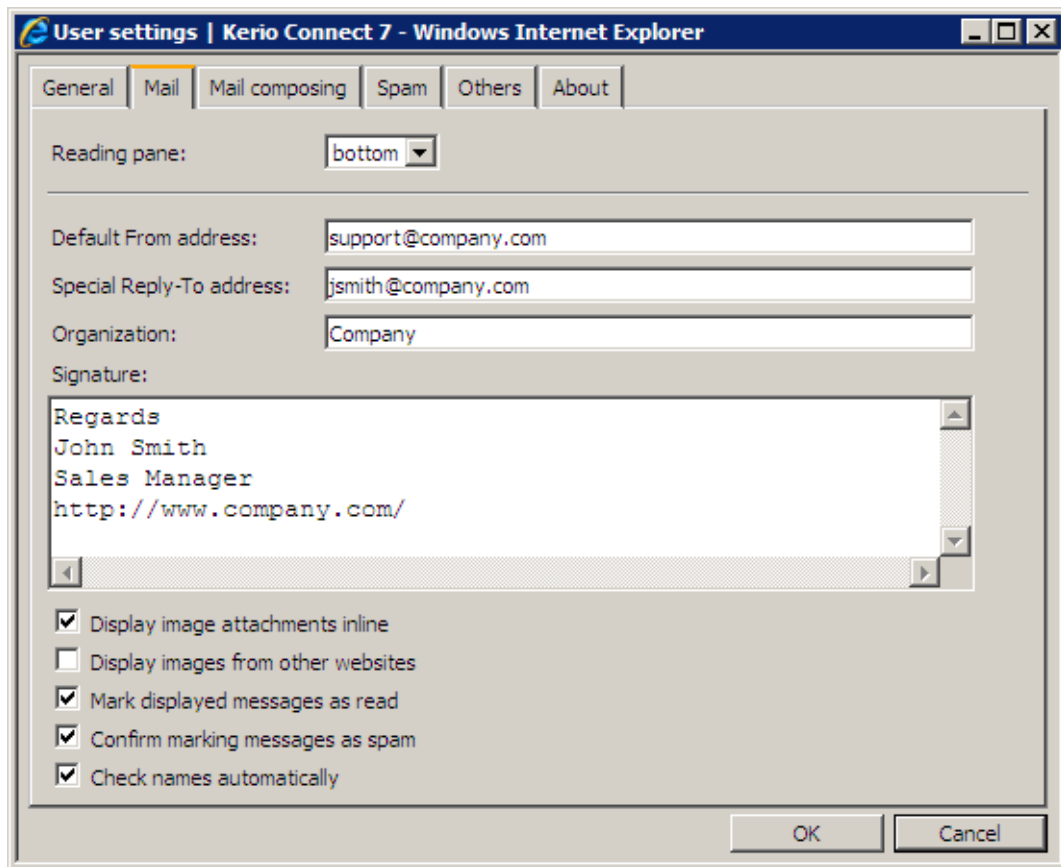 User settings | Kerio Connect 7 - Windows Internet Explorer
General Mail Mail composing Spam Others About
Reading pane: bottom
Default From address: support@company.com
Special Reply-To address: jsmith@company.com
Organization: Company
Signature:
Regards
John Smith
Sales Manager
http://www.company.com/
Display image attachments inline
Display images from other websites
Mark displayed messages as read
Confirm marking messages as spam
Check names automatically
OK Cancel